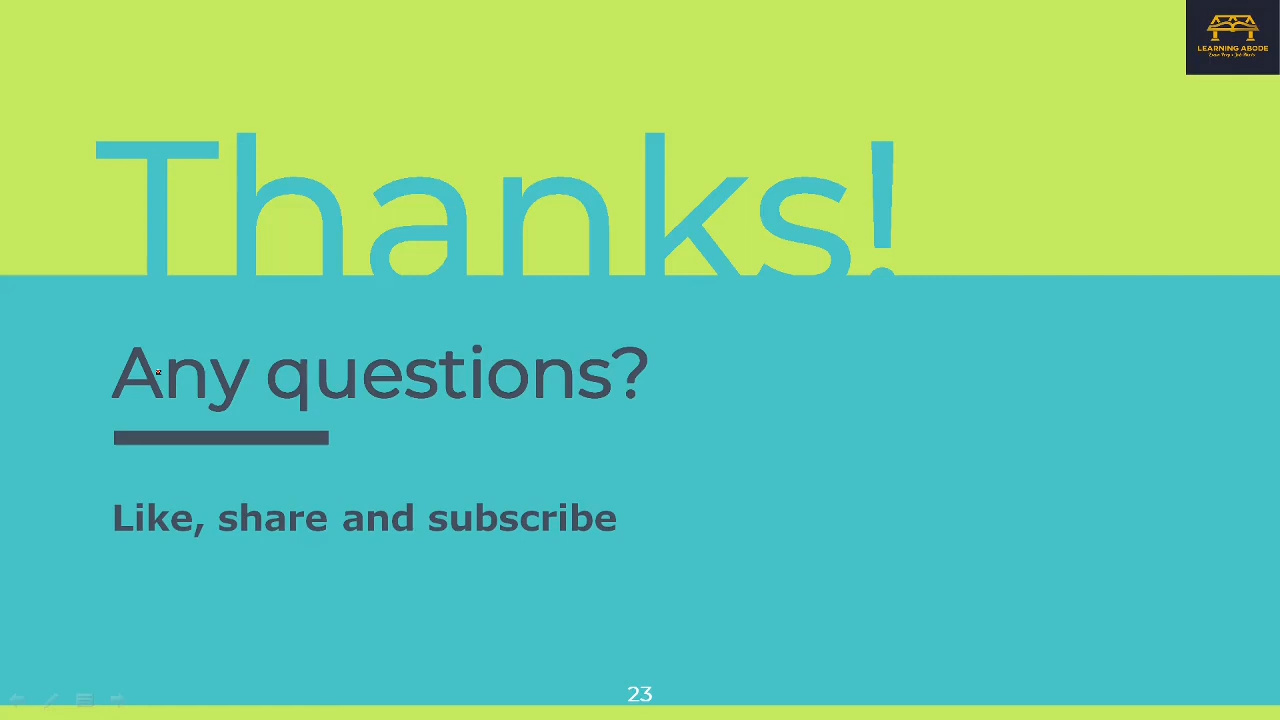 LEARNING ABODE
Thanks!
Any questions?
Like, share and subscribe
23